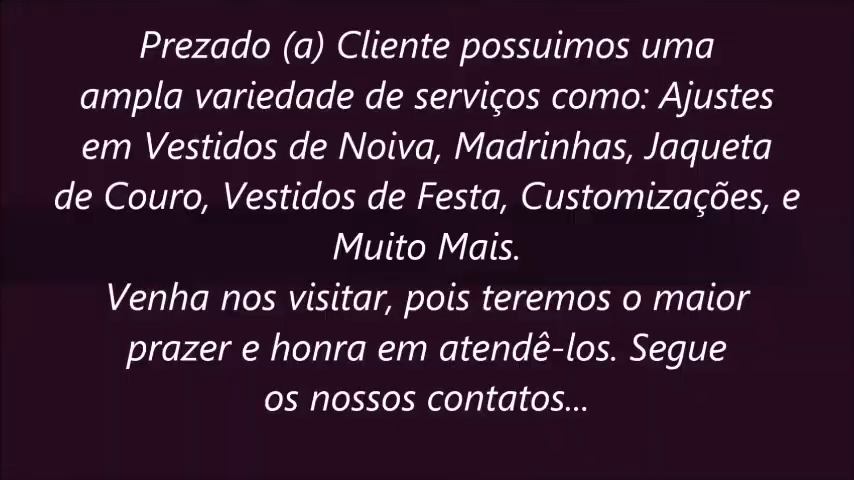 Prezado (a) Cliente possuimos uma
ampla variedade de serviços como: Ajustes
em Vestidos de Noiva, Madrinhas, Jaqueta
de Couro, Vestidos de Festa, Customizações, e
Muito Mais.
Venha nos visitar, pois teremos o maior
prazer e honra em atendê-los. Segue
os nossos contatos...